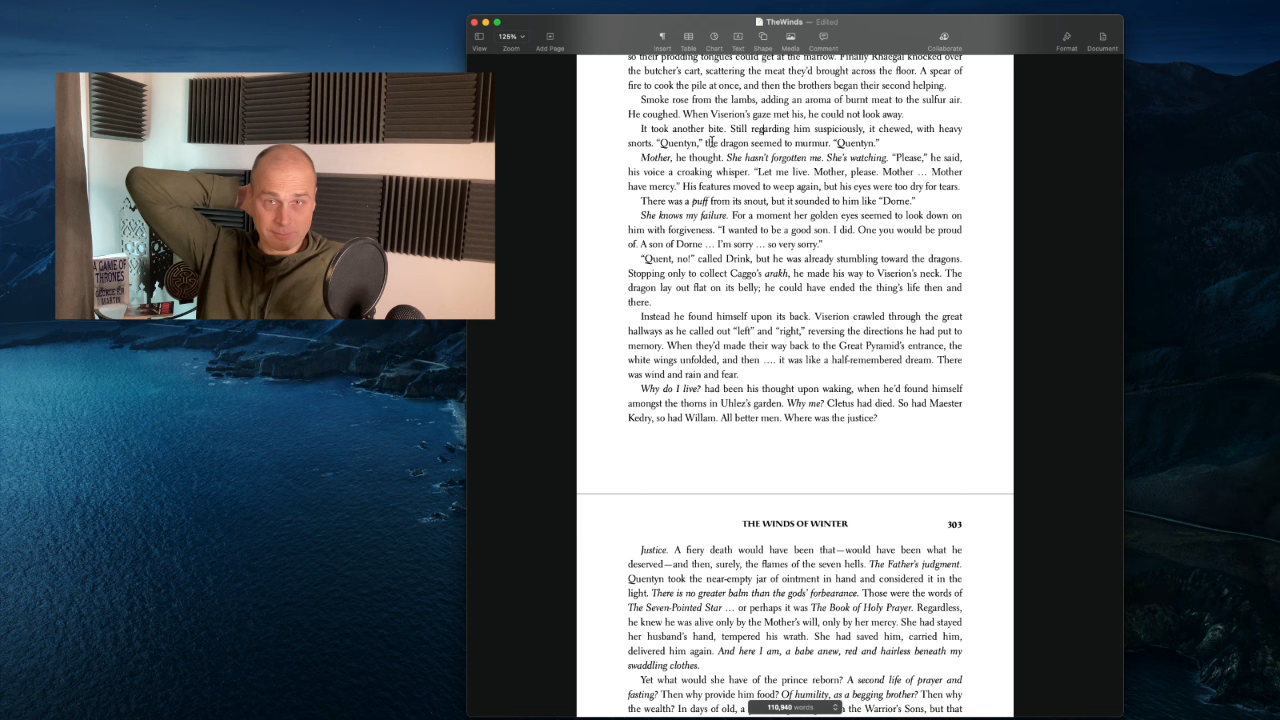 TheWinds — Edited
125%
View
Zoom
Add Page
Insert
Table
Chart
Text
Shape
Media
Comment
Collaborate
Format
Document
so their prodding tongues could get at the marrow. Finally Rhaegal knocked over
the butcher's cart, scattering the meat they'd brought across the floor. A spear of
fire to cook the pile at once, and then the brothers began their second helping.
Smoke rose from the lambs, adding an aroma of burnt meat to the sulfur air.
He coughed. When Viserion's gaze met his, he could not look away.
It took another bite. Still regarding him suspiciously, it chewed, with heavy
snorts. “Quentyn,” the dragon seemed to murmur. “Quentyn.”
Mother, he thought. She hasn't forgotten me. She's watching. “Please,” he said,
his voice a croaking whisper. “Let me live. Mother, please. Mother … Mother
have mercy.” His features moved to weep again, but his eyes were too dry for tears.
There was a puff from its snout, but it sounded to him like “Dorne.”
She knows my failure. For a moment her golden eyes seemed to look down on
him with forgiveness. “I wanted to be a good son. I did. One you would be proud
of. A son of Dorne … I'm sorry … so very sorry.”
“Quent, no!” called Drink, but he was already stumbling toward the dragons.
Stopping only to collect Caggo's arakh, he made his way to Viserion's neck. The
dragon lay out flat on its belly; he could have ended the thing's life then and
there.
Instead he found himself upon its back. Viserion crawled through the great
hallways as he called out “left” and “right,” reversing the directions he had put to
memory. When they'd made their way back to the Great Pyramid's entrance, the
white wings unfolded, and then …. it was like a half-remembered dream. There
was wind and rain and fear.
Why do I live? had been his thought upon waking, when he'd found himself
amongst the thorns in Uhlez's garden. Why me? Cletus had died. So had Maester
Kedry, so had Willam. All better men. Where was the justice?
THE WINDS OF WINTER 303
Justice. A fiery death would have been that—would have been what he
deserved—and then, surely, the flames of the seven hells. The Father's judgment.
Quentyn took the near-empty jar of ointment in hand and considered it in the
light. There is no greater balm than the gods' forbearance. Those were the words of
The Seven-Pointed Star … or perhaps it was The Book of Holy Prayer. Regardless,
he knew he was alive only by the Mother's will, only by her mercy. She had stayed
her husband's hand, tempered his wrath. She had saved him, carried him,
delivered him again. And here I am, a babe anew, red and hairless beneath my
swaddling clothes.
Yet what would she have of the prince reborn? A second life of prayer and
fasting? Then why provide him food? Of humility, as a begging brother? Then why
the wealth? In days of old, a the Warrior's Sons, but that
110,940 words
A GAME OF
THRONES
MARTIN